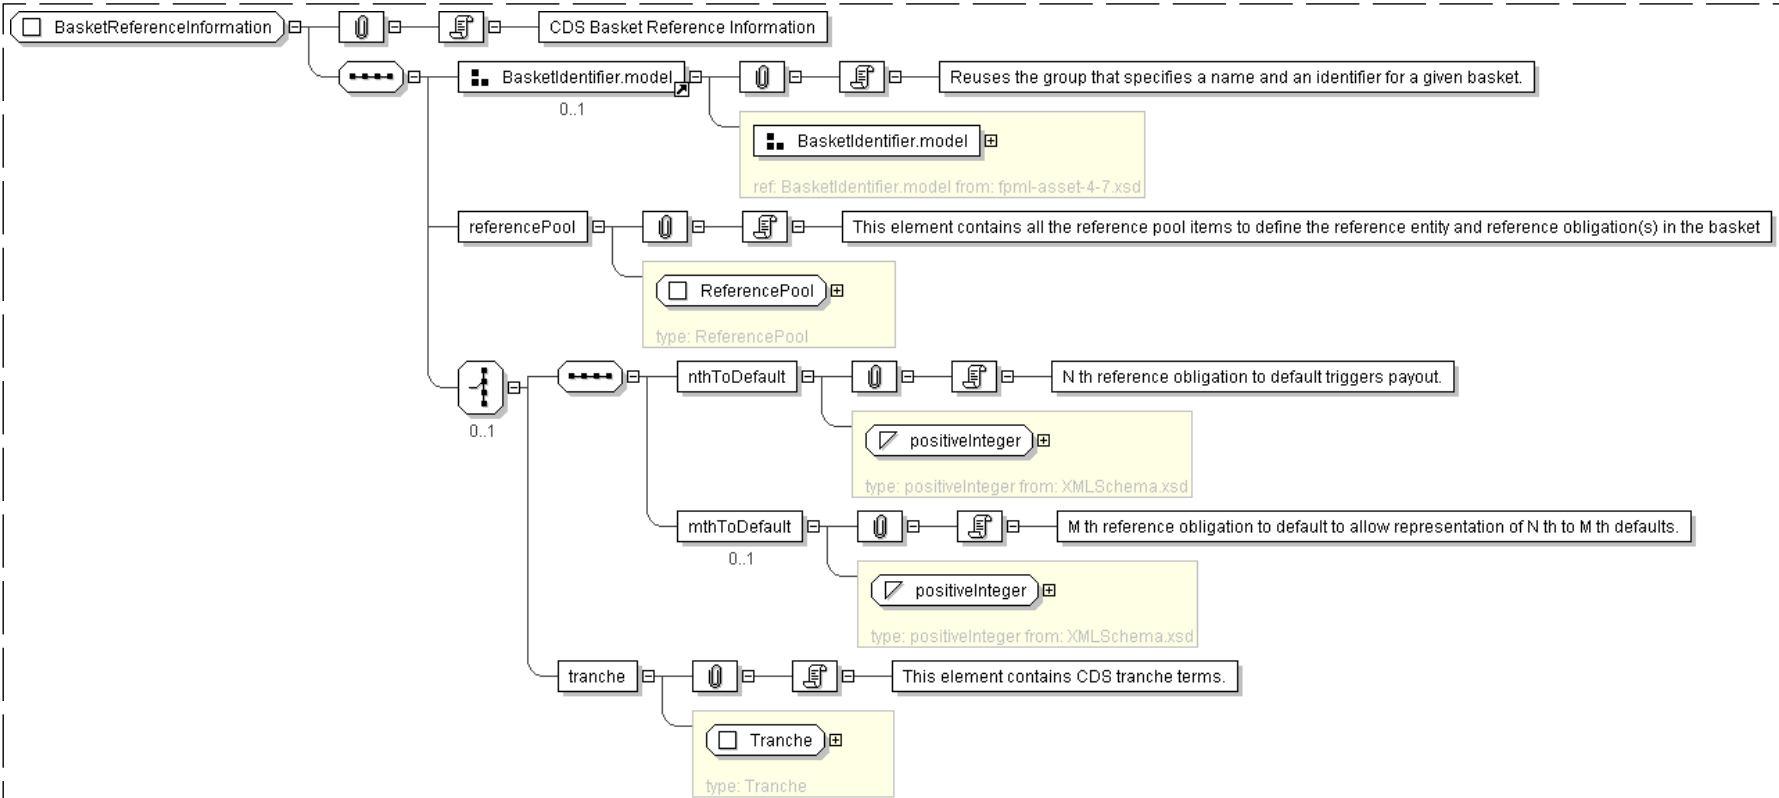 BasketReferenceInformation
CDS Basket Reference Information
BasketIdentifier.model
Reuses the group that specifies a name and an identifier for a given basket.
0..1
BasketIdentifier.model
ref: BasketIdentifier.model from: fpml-asset-4-7.xsd
referencePool
This element contains all the reference pool items to define the reference entity and reference obligation(s) in the basket
ReferencePool
type: ReferencePool
nthToDefault
N th reference obligation to default triggers payout.
0..1
positiveInteger
type: positiveInteger from: XMLSchema.xsd
mthToDefault
M th reference obligation to default to allow representation of N th to M th defaults.
0..1
positiveInteger
type: positiveInteger from: XMLSchema.xsd
tranche
This element contains CDS tranche terms.
Tranche
type: Tranche